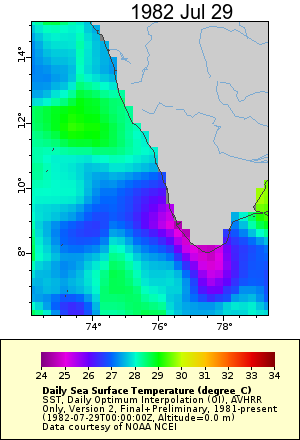 1982 Jul 29
14°
12°
10°
8°
74°
76°
78°
24 25 26 27 28 29 30 31 32 33 34
Daily Sea Surface Temperature (degree_C)
SST, Daily Optimum Interpolation (OI), AVHRR
Only, Version 2, Final+Preliminary, 1981-present
(1982-07-29T00:00:00Z, Altitude=0.0 m)
Data courtesy of NOAA NCEI